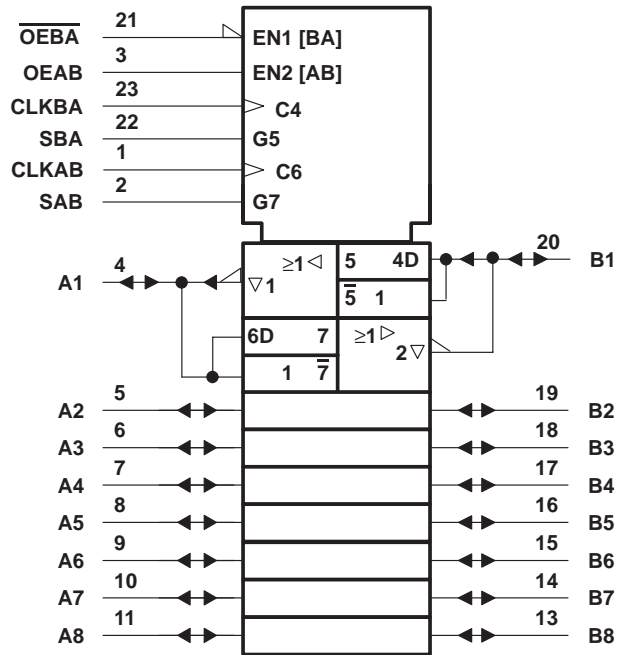 OEBA 21 EN1 [BA]
OEAB 3 EN2 [AB]
CLKBA 23 C4
SBA 22 G5
CLKAB 1 C6
SAB 2 G7
A1 4 ≥1 ◁ 5 4D 20 B1
▽1 5̅ 1
6D 7 ≥1 ▷
2▽
1 7̅
A2 5 19 B2
A3 6 18 B3
A4 7 17 B4
A5 8 16 B5
A6 9 15 B6
A7 10 14 B7
A8 11 13 B8